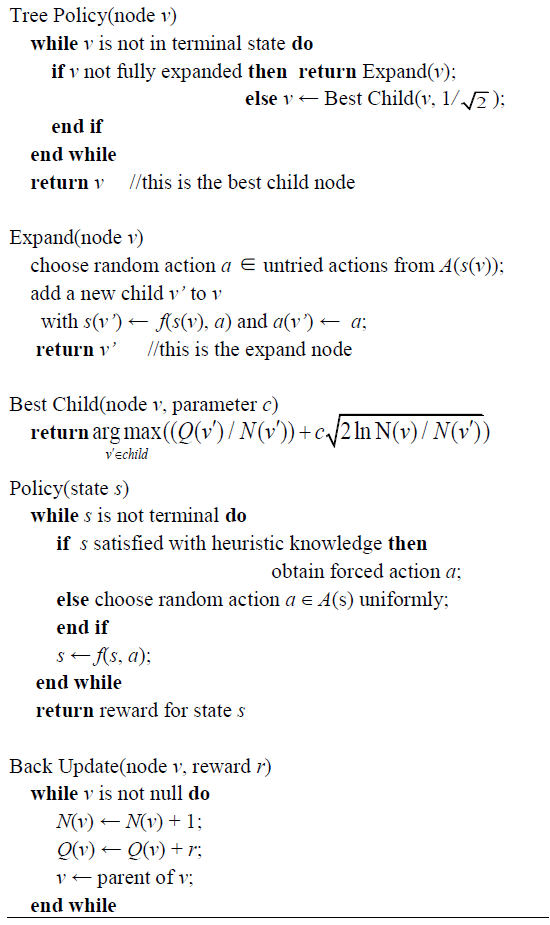 Tree Policy(node v)
while v is not in terminal state do
if v not fully expanded then return Expand(v);
else v ← Best Child(v, 1/√2);
end if
end while
return v //this is the best child node
Expand(node v)
choose random action a ∈ untried actions from A(s(v));
add a new child v’ to v
with s(v’) ← f(s(v), a) and a(v’) ← a;
return v’ //this is the expand node
Best Child(node v, parameter c)
return arg max((Q(v′) / N(v′)) + c√2 ln N(v) / N(v′))
v′∈child
Policy(state s)
while s is not terminal do
if s satisfied with heuristic knowledge then
obtain forced action a;
else choose random action a ∈ A(s) uniformly;
end if
s ← f(s, a);
end while
return reward for state s
Back Update(node v, reward r)
while v is not null do
N(v) ← N(v) + 1;
Q(v) ← Q(v) + r;
v ← parent of v;
end while